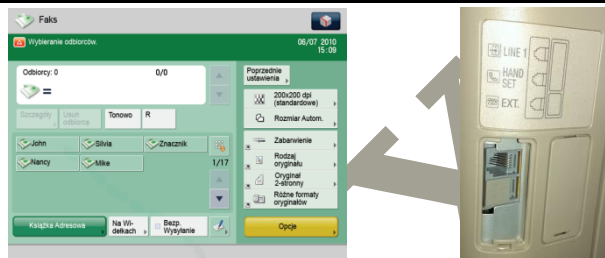 Faks
Wybieranie odbiorców.
06/07 2010
15:09
Odbiorcy: 0
0/0
=
Szczegóły
Usuń
odbiorcę
Tonowo
R
John
Silvia
Znacznik
Nancy
Mike
1/17
Książka Adresowa
Na Wi-
dełkach
Bezp.
Wysyłanie
Poprzednie
ustawienia
200x200 dpi
(standardowe)
Rozmiar Autom.
Zabarwienie
Rodzaj
oryginału
Oryginał
2-stronny
Różne formaty
oryginałów
Opcje
LINE 1
HAND
SET
EXT.